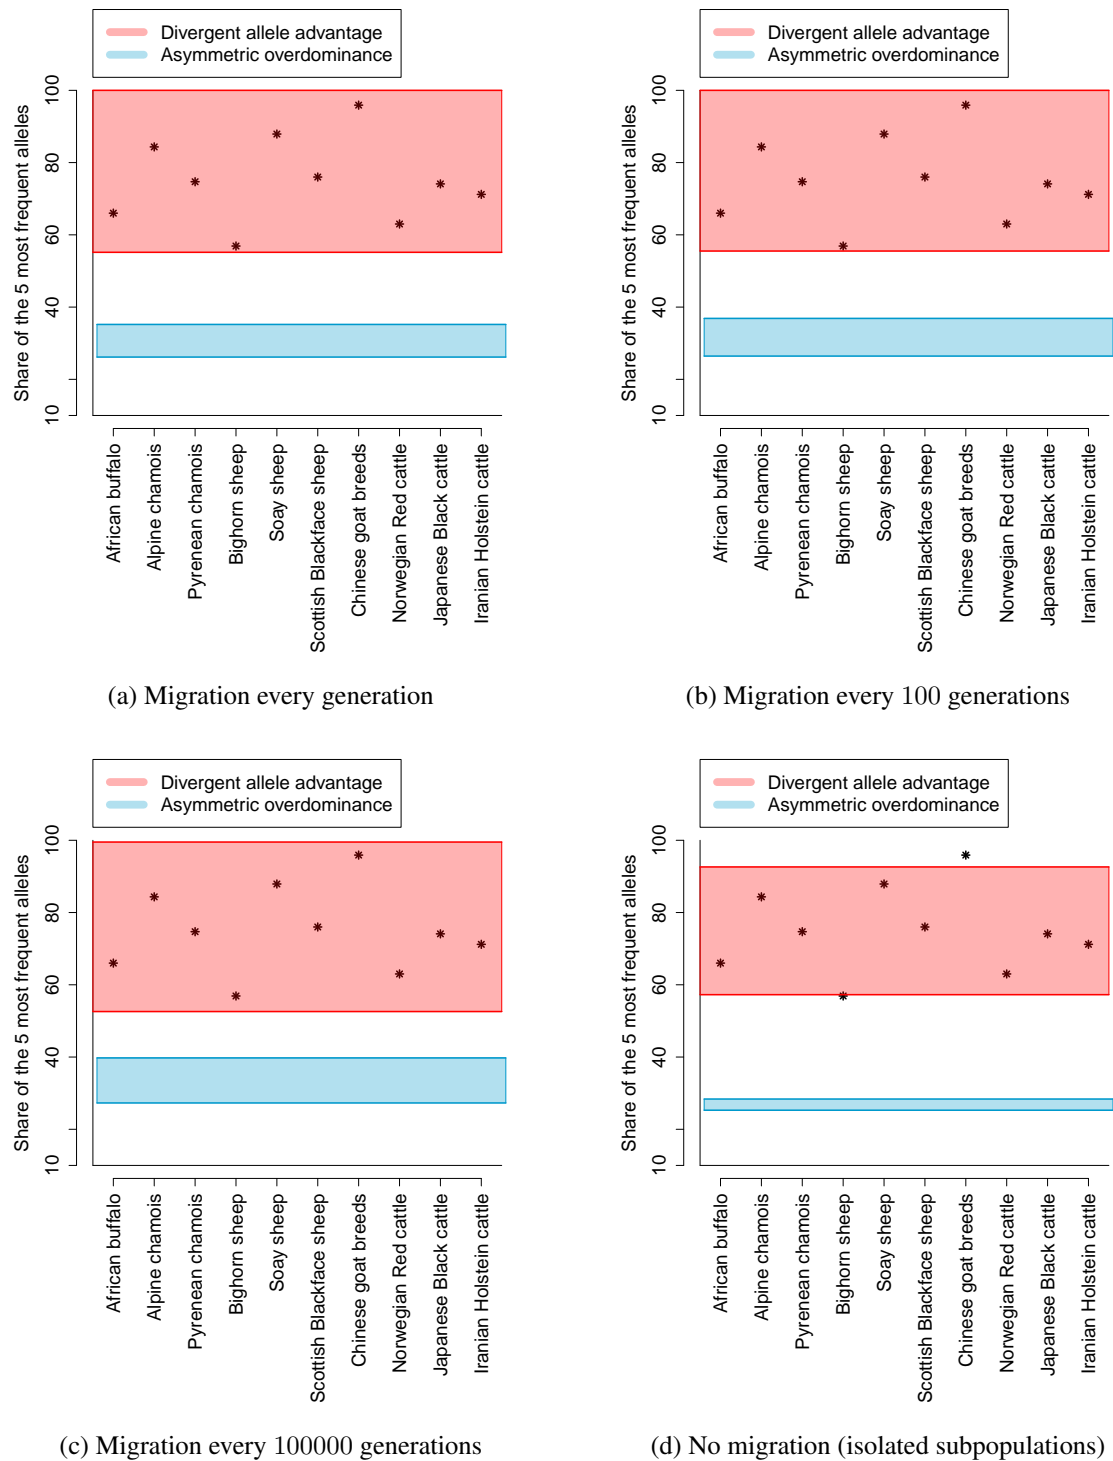 Divergent allele advantage
Asymmetric overdominance
Share of the 5 most frequent alleles
10
40
60
80
100
African buffalo
Alpine chamois
Pyrenean chamois
Bighorn sheep
Soay sheep
Scottish Blackface sheep
Chinese goat breeds
Norwegian Red cattle
Japanese Black cattle
Iranian Holstein cattle
(a) Migration every generation
Divergent allele advantage
Asymmetric overdominance
Share of the 5 most frequent alleles
10
40
60
80
100
African buffalo
Alpine chamois
Pyrenean chamois
Bighorn sheep
Soay sheep
Scottish Blackface sheep
Chinese goat breeds
Norwegian Red cattle
Japanese Black cattle
Iranian Holstein cattle
(b) Migration every 100 generations
Divergent allele advantage
Asymmetric overdominance
Share of the 5 most frequent alleles
10
40
60
80
100
African buffalo
Alpine chamois
Pyrenean chamois
Bighorn sheep
Soay sheep
Scottish Blackface sheep
Chinese goat breeds
Norwegian Red cattle
Japanese Black cattle
Iranian Holstein cattle
(c) Migration every 100000 generations
Divergent allele advantage
Asymmetric overdominance
Share of the 5 most frequent alleles
10
40
60
80
100
African buffalo
Alpine chamois
Pyrenean chamois
Bighorn sheep
Soay sheep
Scottish Blackface sheep
Chinese goat breeds
Norwegian Red cattle
Japanese Black cattle
Iranian Holstein cattle
(d) No migration (isolated subpopulations)